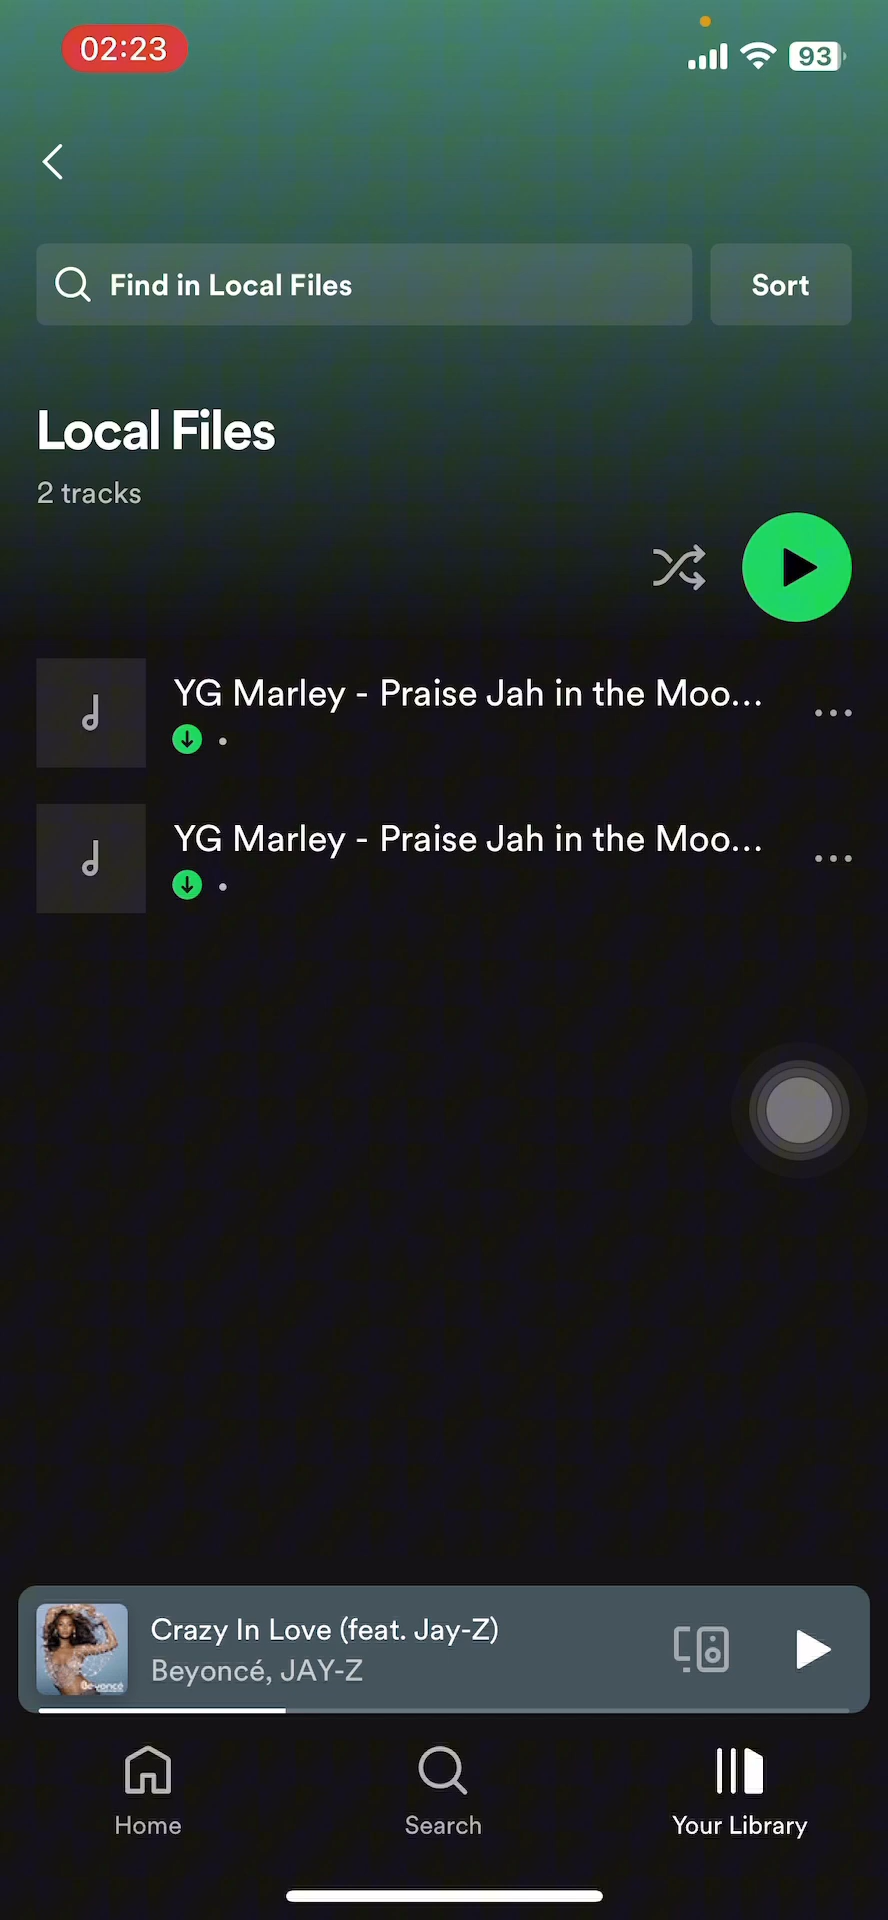 02:23
93
Find in Local Files
Sort
Local Files
2 tracks
YG Marley - Praise Jah in the Moo...
YG Marley - Praise Jah in the Moo...
Beyoncé
Crazy In Love (feat. Jay-Z)
Beyoncé, JAY-Z
Home
Search
Your Library